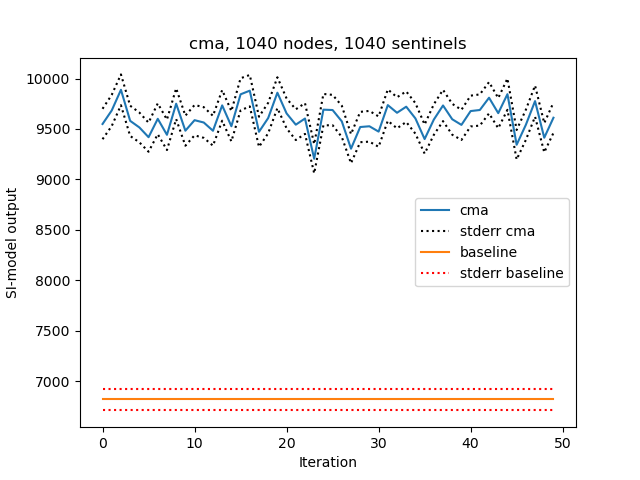 cma, 1040 nodes, 1040 sentinels
10000
9500
9000
8500
8000
7500
7000
SI-model output
cma
stderr cma
baseline
stderr baseline
0 10 20 30 40 50
Iteration